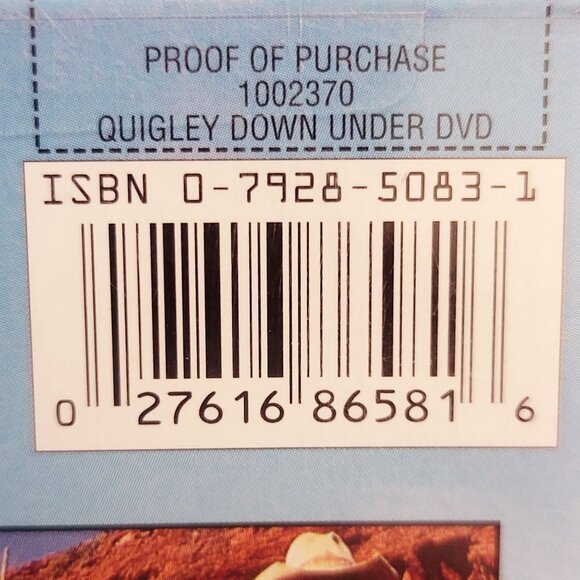 PROOF OF PURCHASE
1002370
QUIGLEY DOWN UNDER DVD
ISBN 0-7928-5083-1
0 27616 86581 6